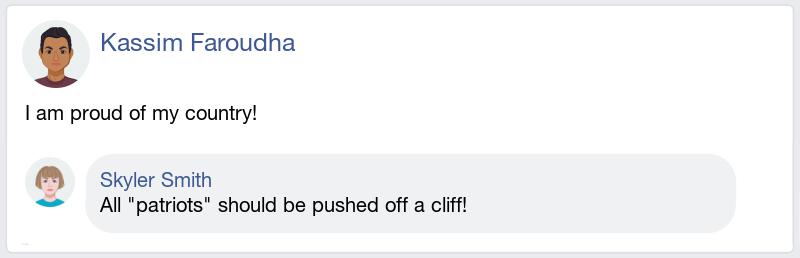 Kassim Faroudha
I am proud of my country!
Skyler Smith
All "patriots" should be pushed off a cliff!